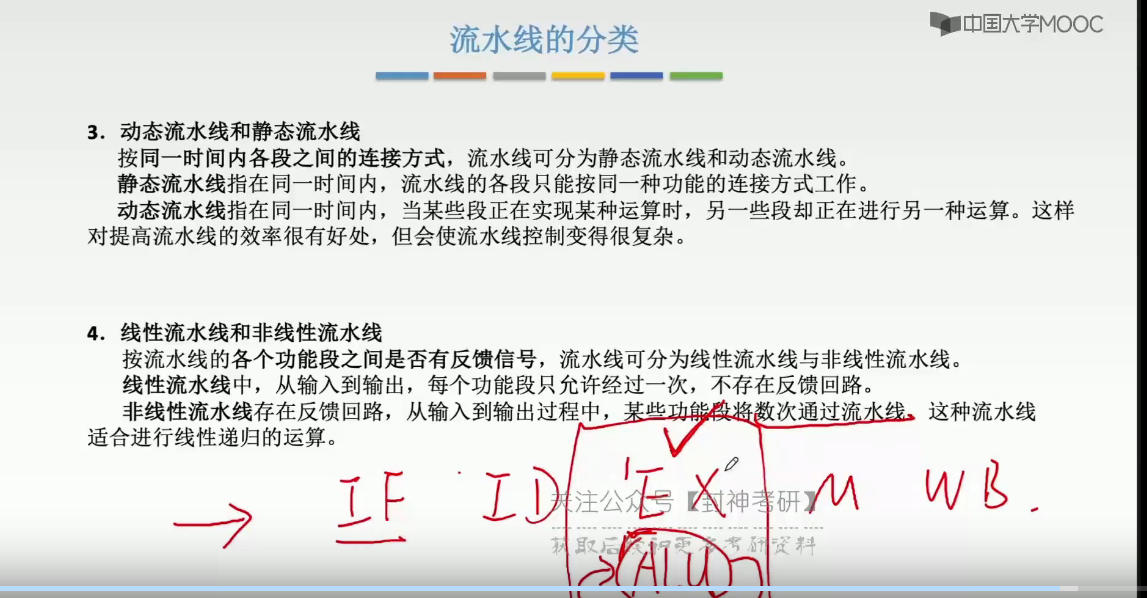 中国大学MOOC
流水线的分类
3．动态流水线和静态流水线
按同一时间内各段之间的连接方式，流水线可分为静态流水线和动态流水线。
静态流水线指在同一时间内，流水线的各段只能按同一种功能的连接方式工作。
动态流水线指在同一时间内，当某些段正在实现某种运算时，另一些段却正在进行另一种运算。这样
对提高流水线的效率很有好处，但会使流水线控制变得很复杂。
4．线性流水线和非线性流水线
按流水线的各个功能段之间是否有反馈信号，流水线可分为线性流水线与非线性流水线。
线性流水线中，从输入到输出，每个功能段只允许经过一次，不存在反馈回路。
非线性流水线存在反馈回路，从输入到输出过程中，某些功能段将数次通过流水线。这种流水线
适合进行线性递归的运算。
IF ID EX M WB.
关注公众号【封神考研】
考研资料
ALU